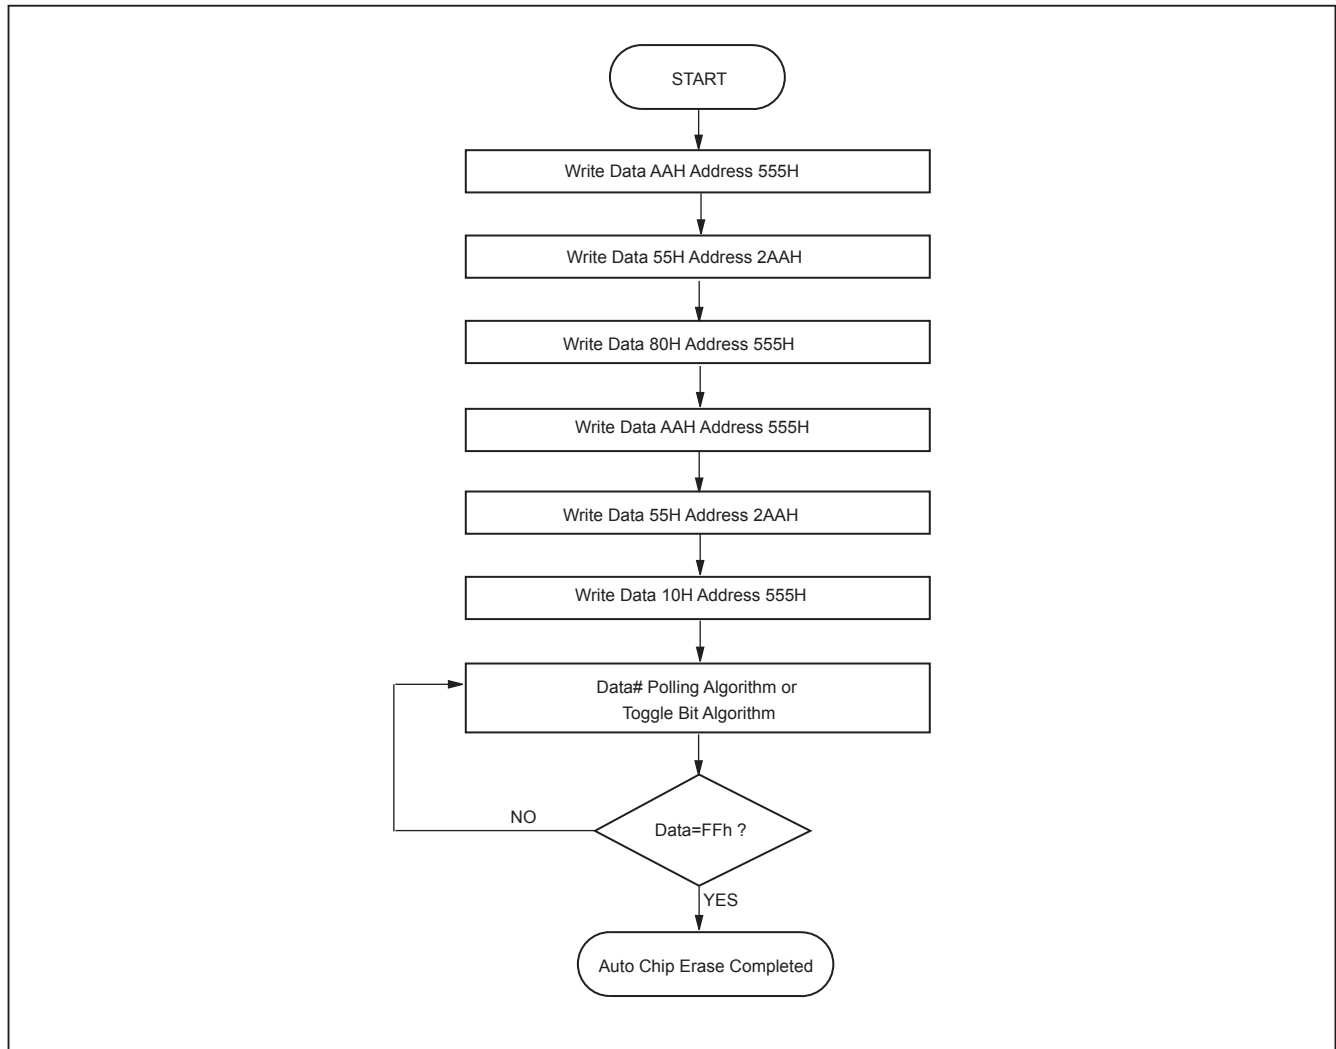 START
Write Data AAH Address 555H
Write Data 55H Address 2AAH
Write Data 80H Address 555H
Write Data AAH Address 555H
Write Data 55H Address 2AAH
Write Data 10H Address 555H
Data# Polling Algorithm or
Toggle Bit Algorithm
NO
Data=FFh ?
YES
Auto Chip Erase Completed